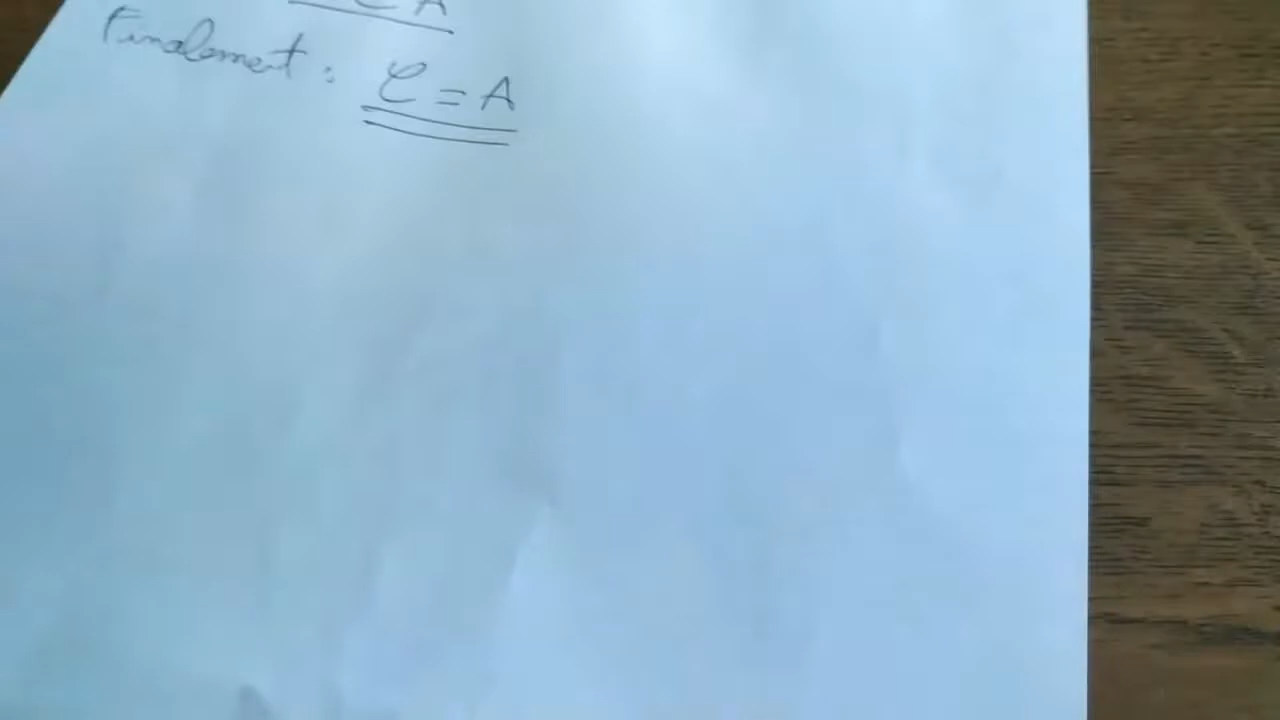 A
Finalement : 𝒞 = A